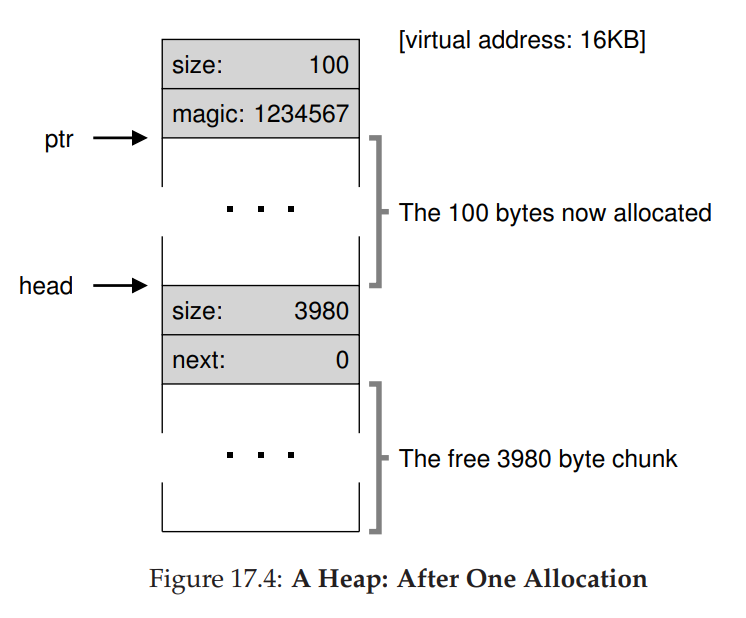 [virtual address: 16KB]
size: 100
magic: 1234567
ptr
The 100 bytes now allocated
head
size: 3980
next: 0
The free 3980 byte chunk
Figure 17.4: A Heap: After One Allocation